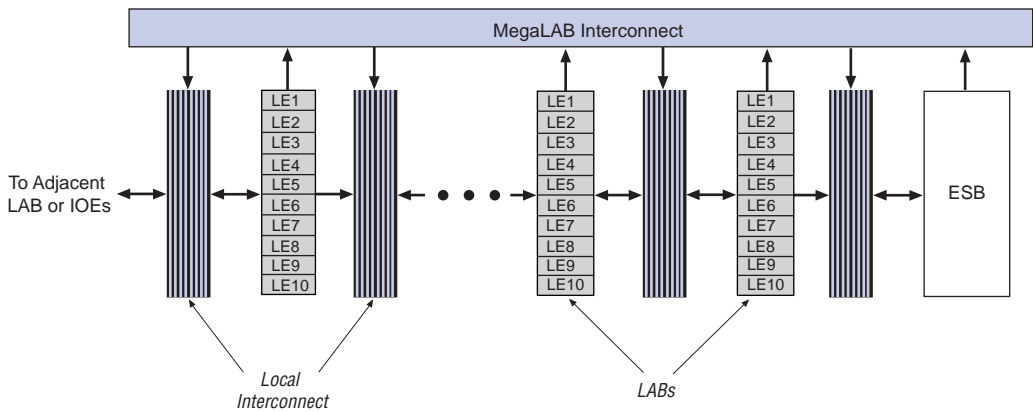 MegaLAB Interconnect
LE1
LE2
LE3
LE4
LE5
LE6
LE7
LE8
LE9
LE10
LE1
LE2
LE3
LE4
LE5
LE6
LE7
LE8
LE9
LE10
LE1
LE2
LE3
LE4
LE5
LE6
LE7
LE8
LE9
LE10
To Adjacent
LAB or IOEs
ESB
Local
Interconnect
LABs